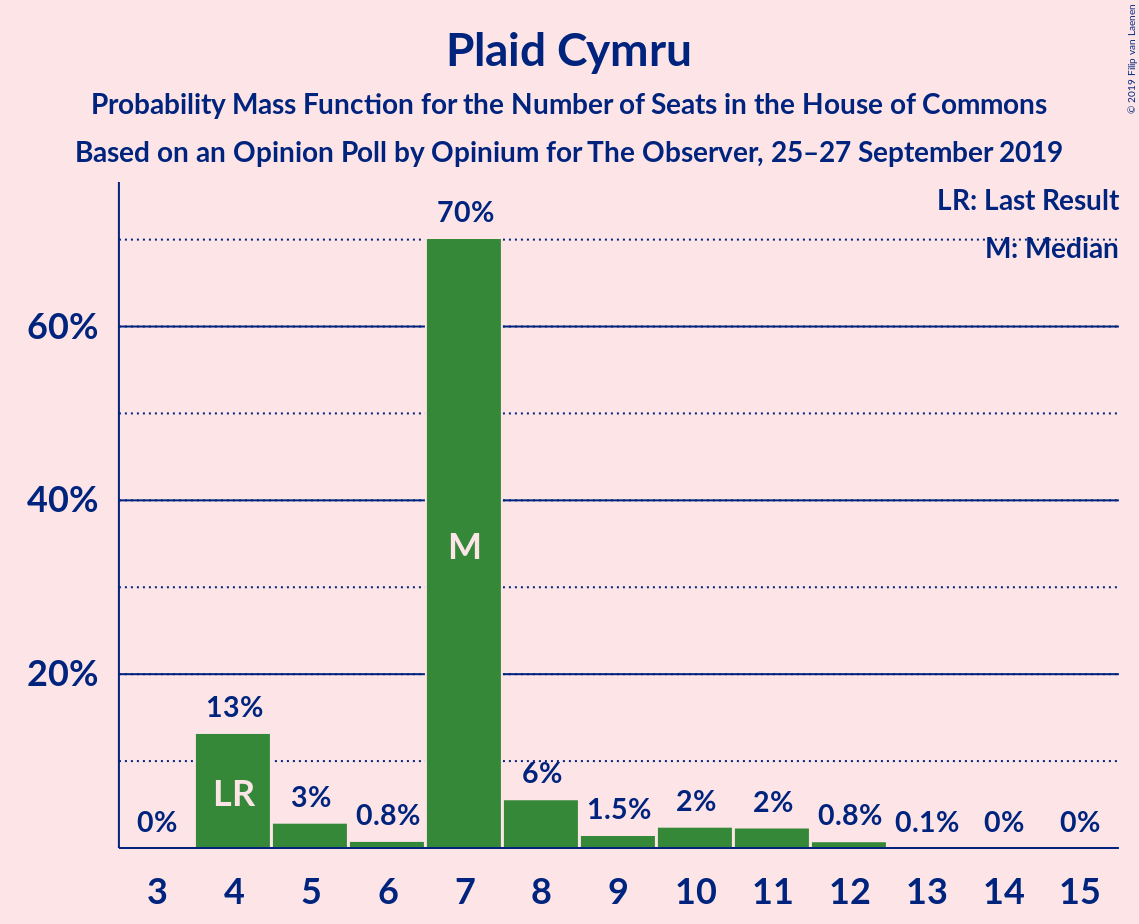 Plaid Cymru
Probability Mass Function for the Number of Seats in the House of Commons
Based on an Opinion Poll by Opinium for The Observer, 25–27 September 2019
© 2019 Filip van Laenen
LR: Last Result
M: Median
60%
40%
20%
0%
13%
3%
0.8%
70%
6%
1.5%
2%
2%
0.8%
0.1%
0%
0%
LR
M
3 4 5 6 7 8 9 10 11 12 13 14 15